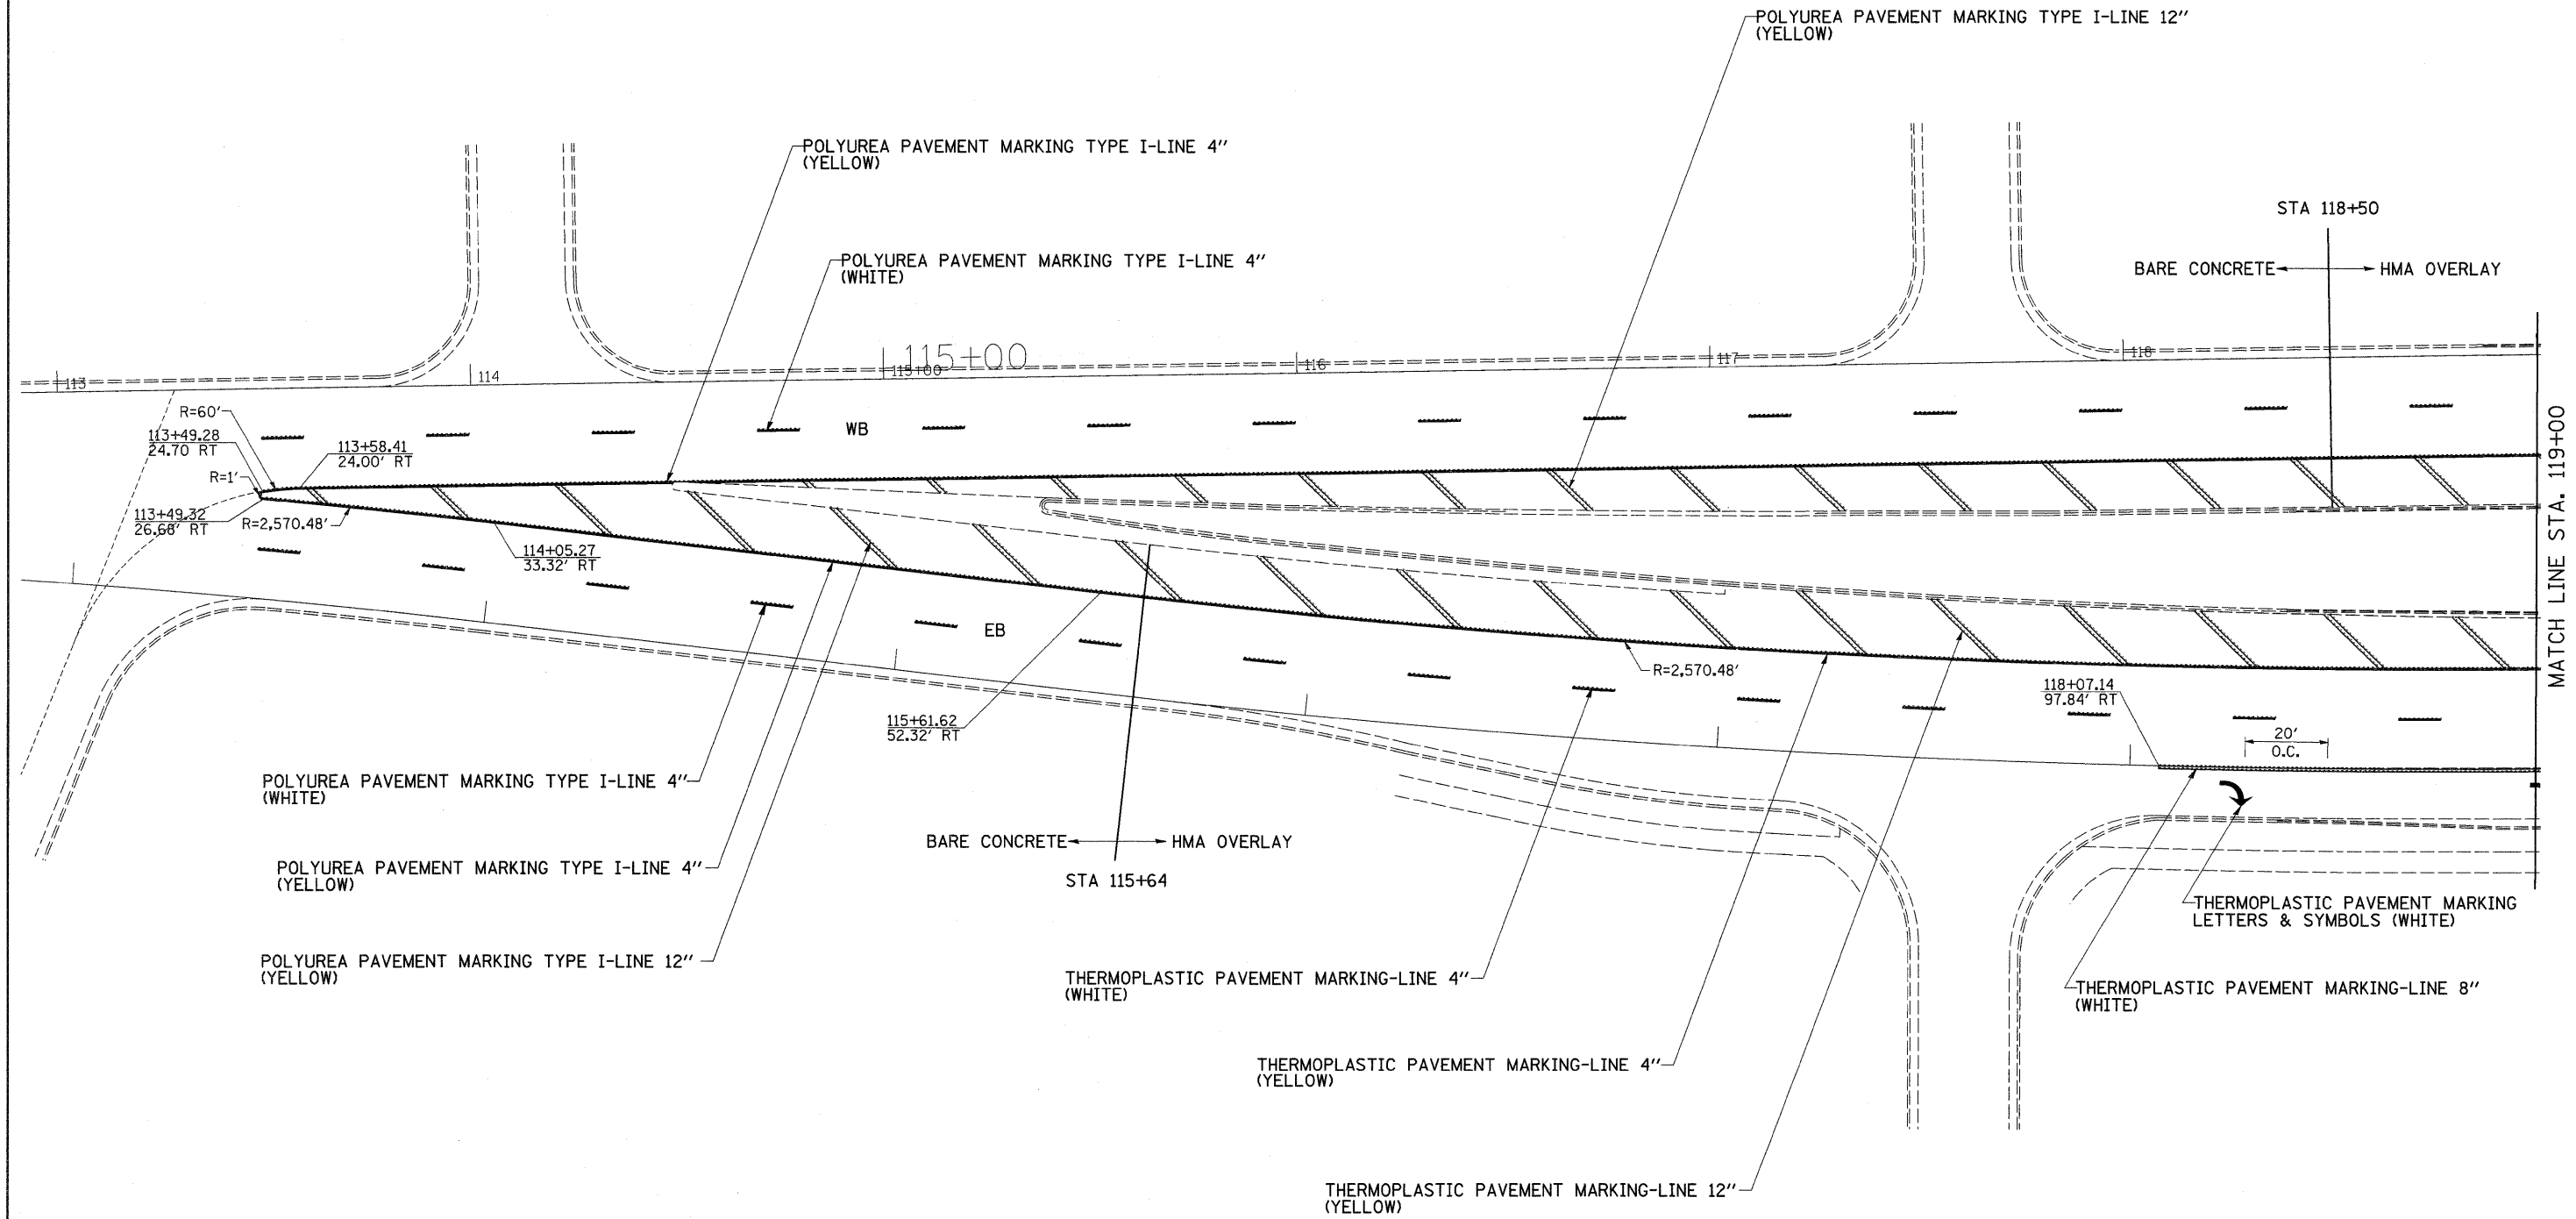 POLYUREA PAVEMENT MARKING TYPE I-LINE 12"
(YELLOW)
POLYUREA PAVEMENT MARKING TYPE I-LINE 4"
(YELLOW)
STA 118+50
POLYUREA PAVEMENT MARKING TYPE I-LINE 4"
(WHITE)
BARE CONCRETE
HMA OVERLAY
115+00
113
114
115+00
116
117
118
R=60'
113+49.28
24.70 RT
WB
113+58.41
24.00' RT
R=1'
113+49.32
26.68' RT
R=2,570.48'
114+05.27
33.32' RT
MATCH LINE STA. 119+00
EB
R=2,570.48'
118+07.14
97.84' RT
115+61.62
52.32' RT
20'
O.C.
POLYUREA PAVEMENT MARKING TYPE I-LINE 4"
(WHITE)
BARE CONCRETE
HMA OVERLAY
STA 115+64
POLYUREA PAVEMENT MARKING TYPE I-LINE 4"
(YELLOW)
THERMOPLASTIC PAVEMENT MARKING
LETTERS & SYMBOLS (WHITE)
POLYUREA PAVEMENT MARKING TYPE I-LINE 12"
(YELLOW)
THERMOPLASTIC PAVEMENT MARKING-LINE 4"
(WHITE)
THERMOPLASTIC PAVEMENT MARKING-LINE 8"
(WHITE)
THERMOPLASTIC PAVEMENT MARKING-LINE 4"
(YELLOW)
THERMOPLASTIC PAVEMENT MARKING-LINE 12"
(YELLOW)